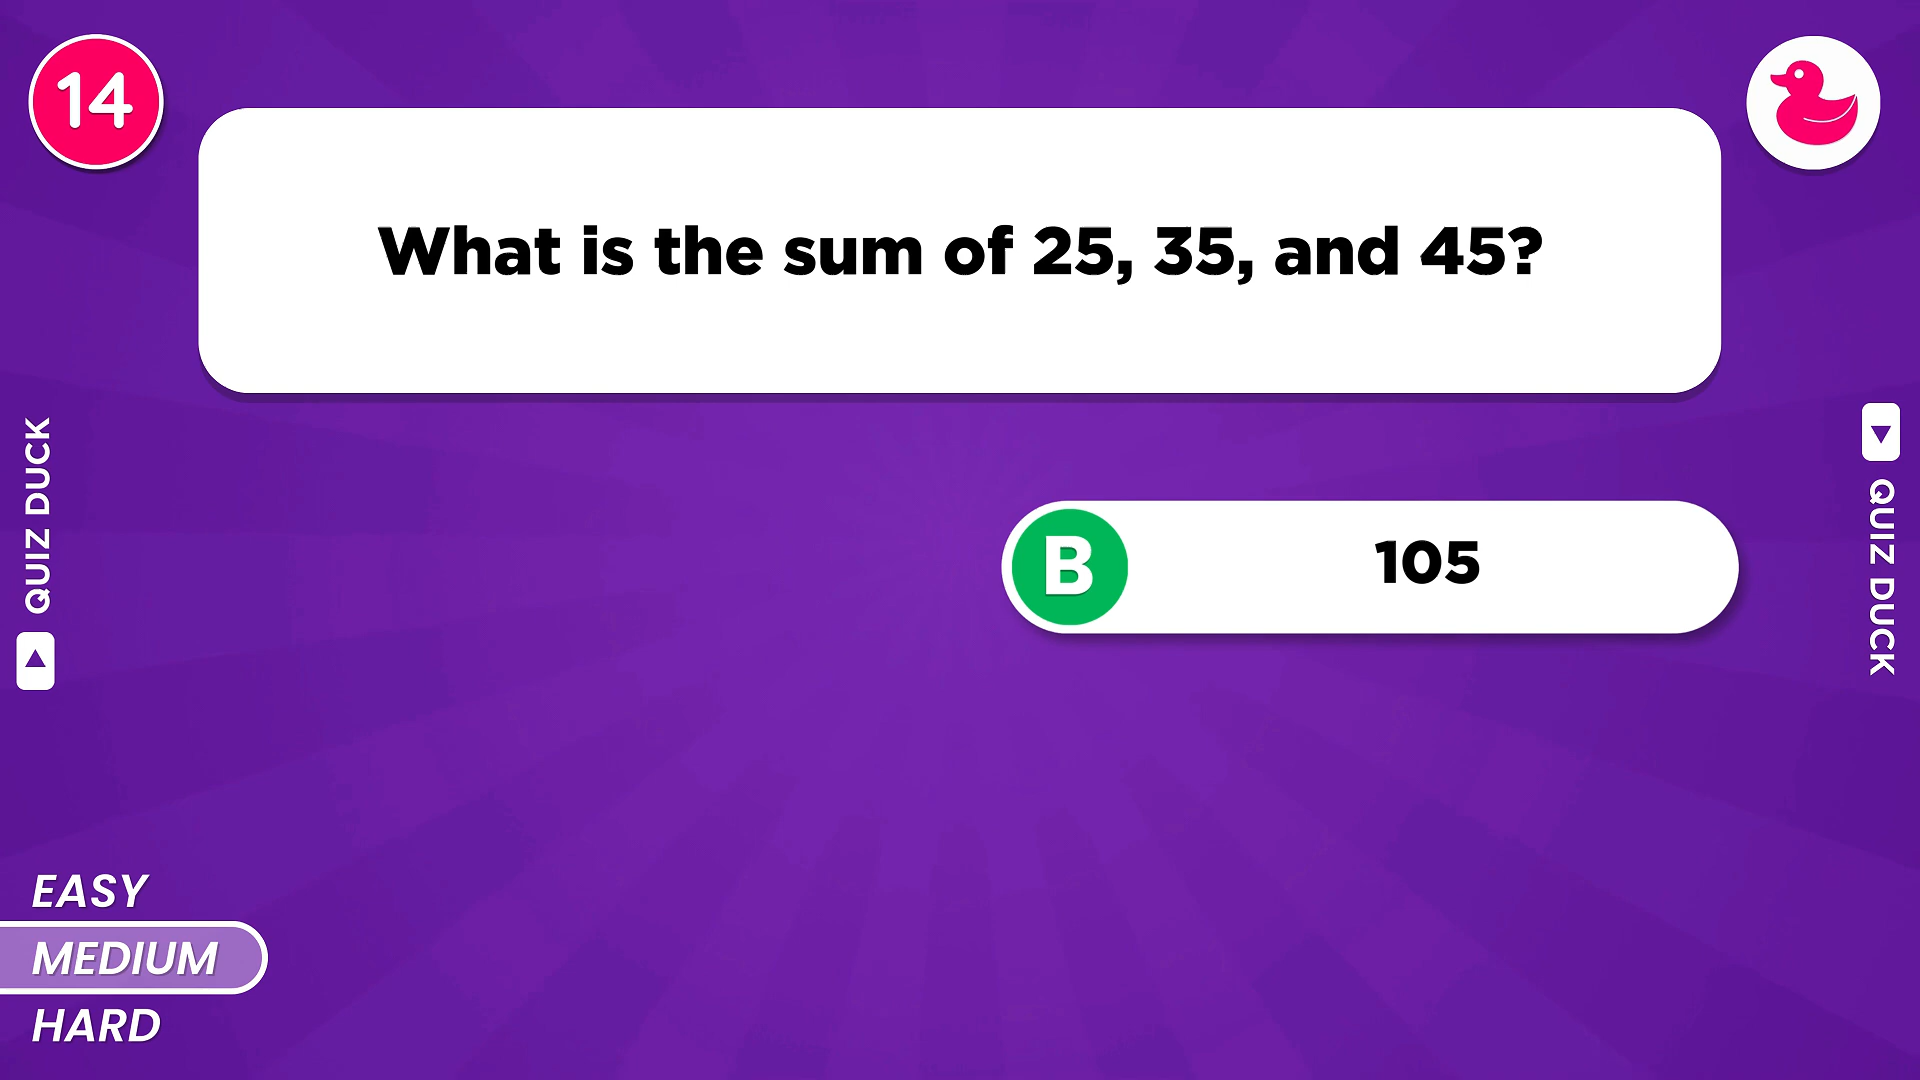 14
What is the sum of 25, 35, and 45?
QUIZ DUCK
B 105
QUIZ DUCK
EASY
MEDIUM
HARD